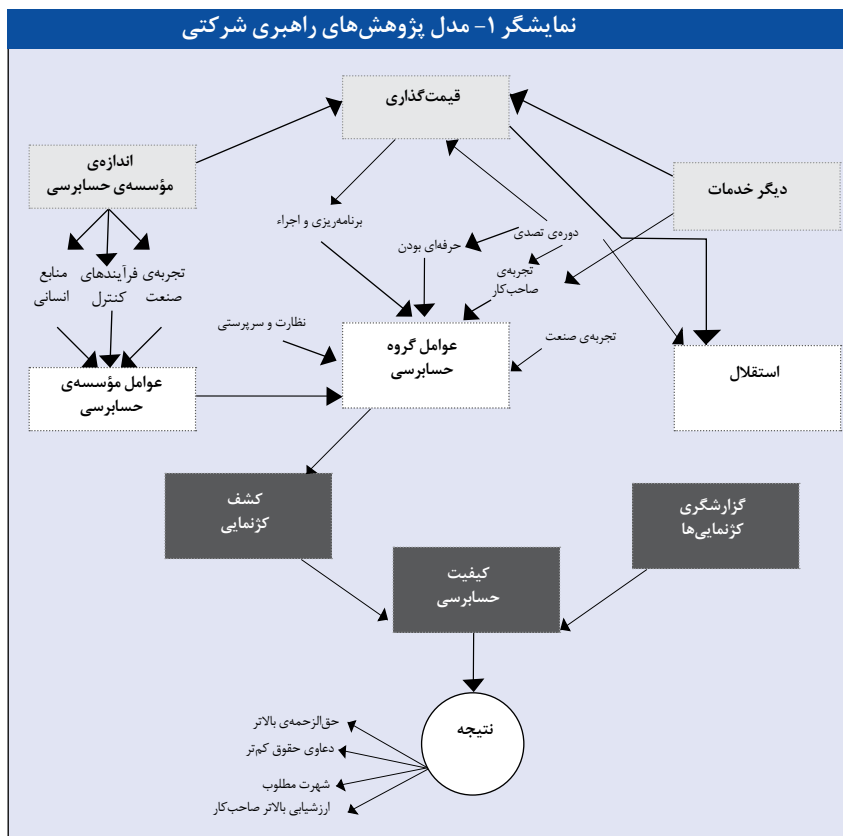 نمایشگر ۱- مدل پژوهش‌های راهبری شرکتی
قیمت‌گذاری
اندازه‌ی
مؤسسه‌ی حسابرسی
دیگر خدمات
برنامه‌ریزی و اجراء
دوره‌ی تصدی
حرفه‌ای بودن
تجربه‌ی
صاحب‌کار
تجربه‌ی
صنعت
فرآیندهای
کنترل
منابع
انسانی
نظارت و سرپرستی
تجربه‌ی صنعت
عوامل گروه
حسابرسی
استقلال
عوامل مؤسسه‌ی
حسابرسی
کشف
کژنمایی
گزارشگری
کژنمایی‌ها
کیفیت
حسابرسی
نتیجه
حق‌الزحمه‌ی بالاتر
دعاوی حقوق کم‌تر
شهرت مطلوب
ارزشیابی بالاتر صاحب‌کار